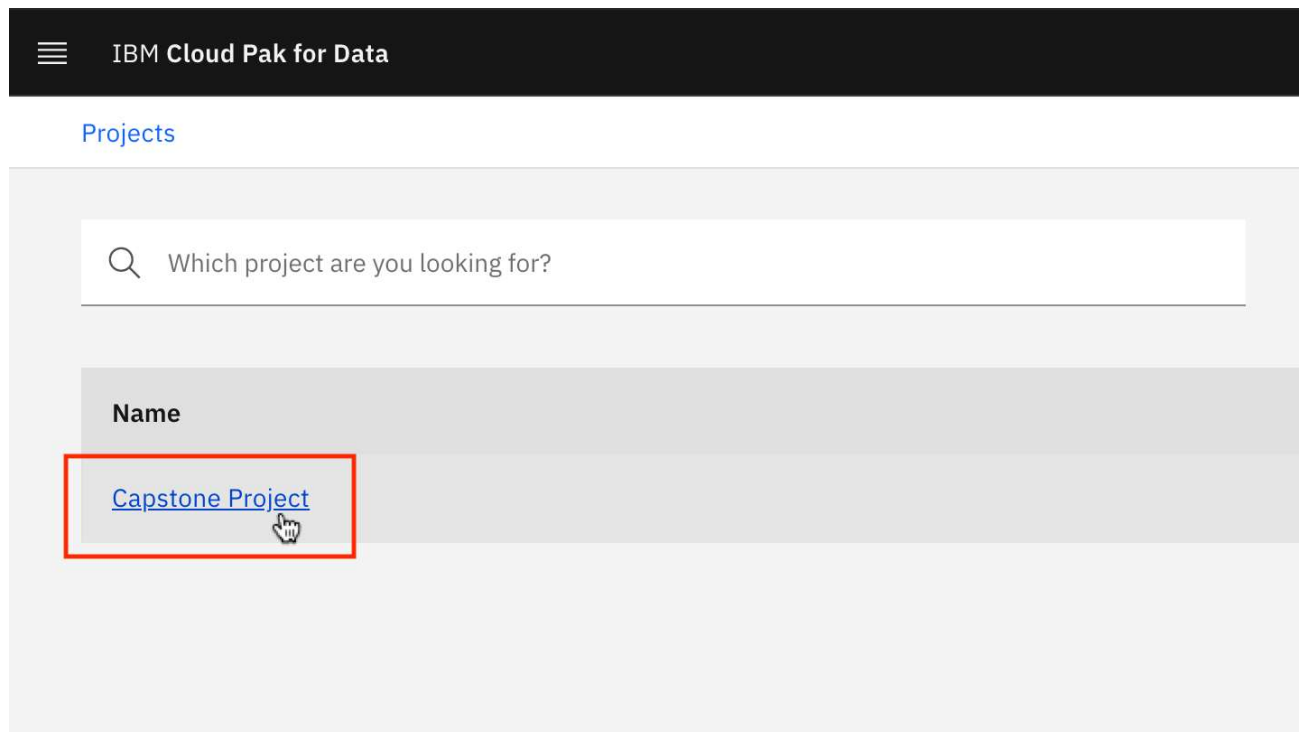 IBM Cloud Pak for Data
Projects
Which project are you looking for?
Name
Capstone Project